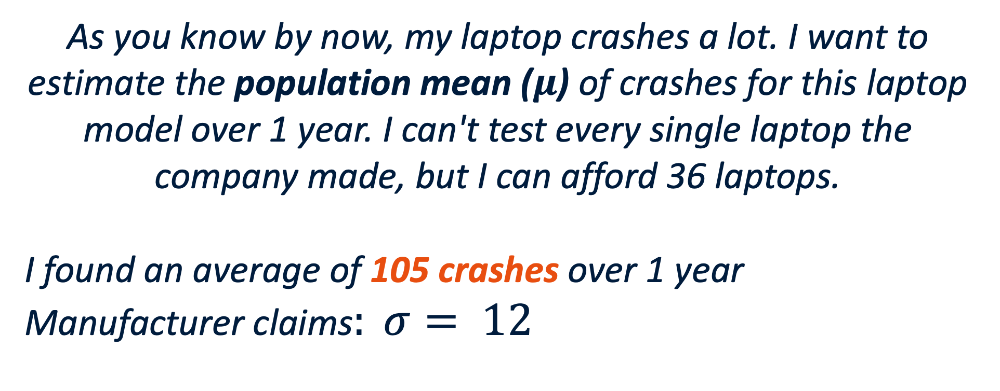 As you know by now, my laptop crashes a lot. I want to
estimate the population mean (μ) of crashes for this laptop
model over 1 year. I can't test every single laptop the
company made, but I can afford 36 laptops.
I found an average of 105 crashes over 1 year
Manufacturer claims: σ = 12